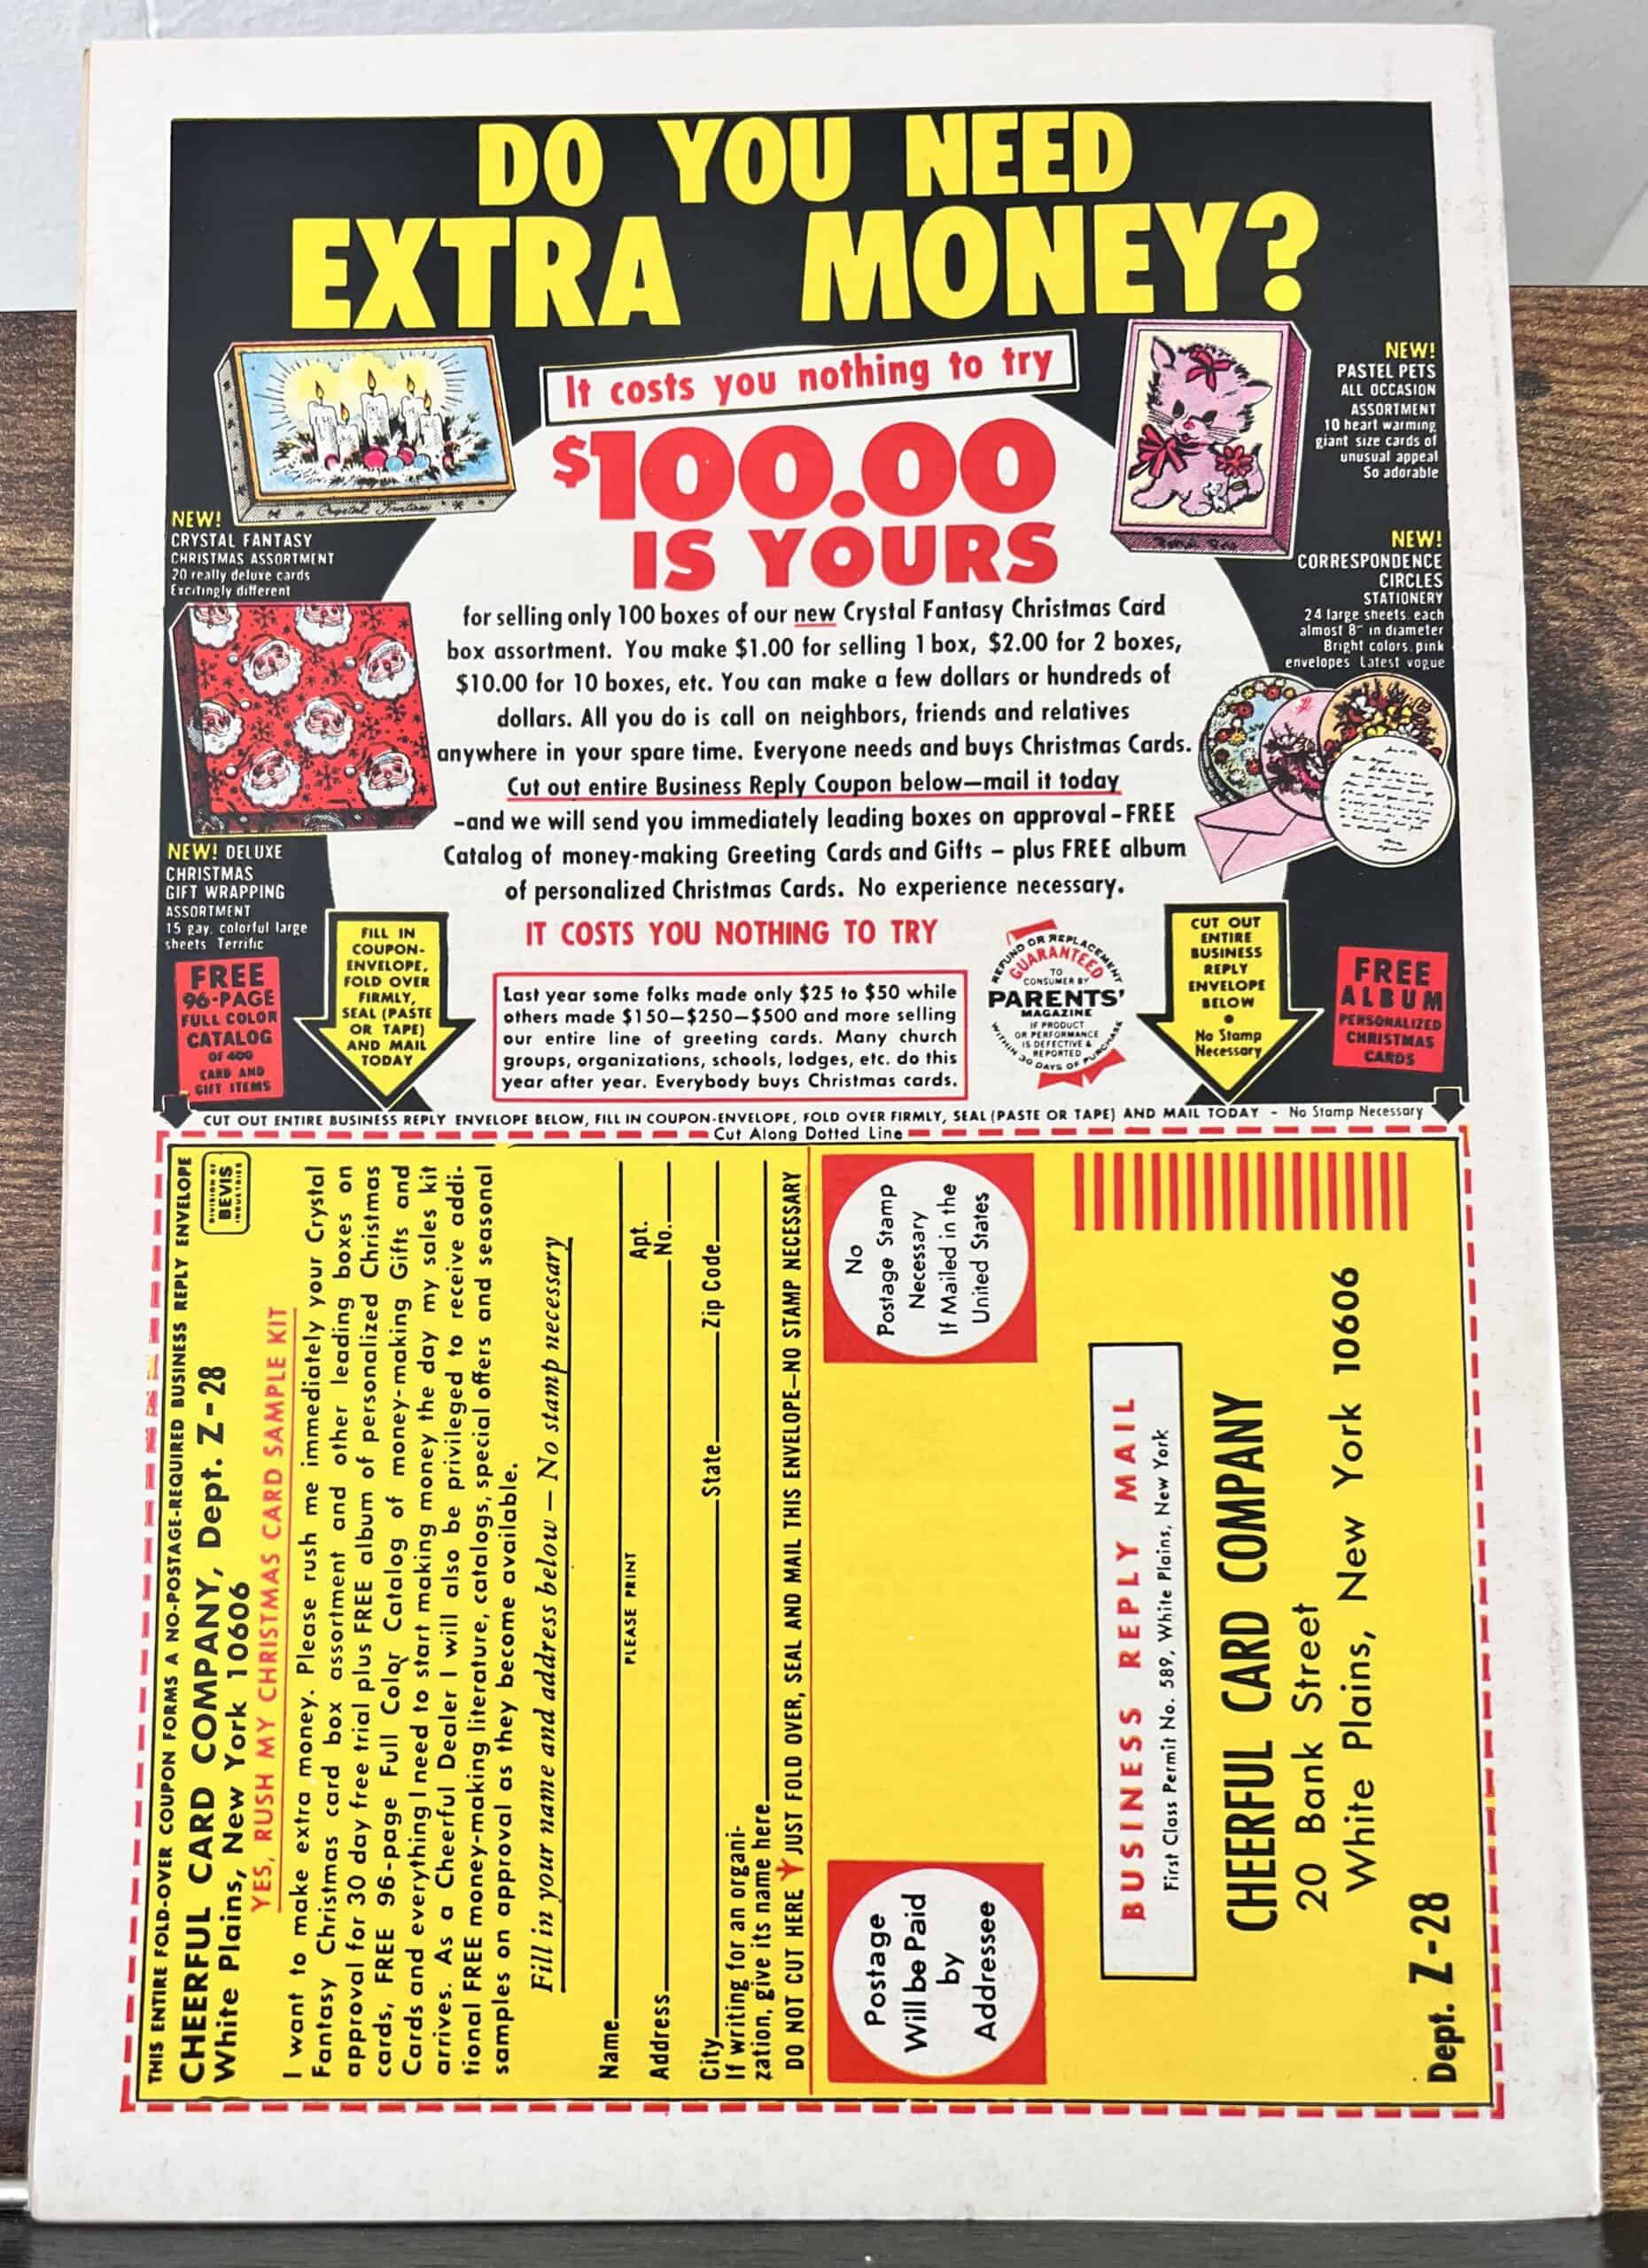 DO YOU NEED
EXTRA MONEY?
It costs you nothing to try
$100.00
IS YOURS
NEW!
CRYSTAL FANTASY
CHRISTMAS ASSORTMENT
20 really deluxe cards
Excitingly different
NEW!
PASTEL PETS
ALL OCCASION
ASSORTMENT
10 heart warming
giant size cards of
unusual appeal
So adorable
NEW!
CORRESPONDENCE
CIRCLES
STATIONERY
24 large sheets. each
almost 8" in diameter
Bright colors. pink
envelopes Latest vogue
for selling only 100 boxes of our new Crystal Fantasy Christmas Card
box assortment. You make $1.00 for selling 1 box, $2.00 for 2 boxes,
$10.00 for 10 boxes, etc. You can make a few dollars or hundreds of
dollars. All you do is call on neighbors, friends and relatives
anywhere in your spare time. Everyone needs and buys Christmas Cards.
Cut out entire Business Reply Coupon below—mail it today
-and we will send you immediately leading boxes on approval - FREE
Catalog of money-making Greeting Cards and Gifts – plus FREE album
of personalized Christmas Cards. No experience necessary.
IT COSTS YOU NOTHING TO TRY
NEW! DELUXE
CHRISTMAS
GIFT WRAPPING
ASSORTMENT
15 gay, colorful large
sheets Terrific
FREE
96-PAGE
FULL COLOR
CATALOG
OF 400
CARD AND
GIFT ITEMS
FILL IN
COUPON-
ENVELOPE,
FOLD OVER
FIRMLY,
SEAL (PASTE
OR TAPE)
AND MAIL
TODAY
Last year some folks made only $25 to $50 while
others made $150—$250—$500 and more selling
our entire line of greeting cards. Many church
groups, organizations, schools, lodges, etc. do this
year after year. Everybody buys Christmas cards.
REFUND OR REPLACEMENT
GUARANTEED
TO
CONSUMER BY
PARENTS'
MAGAZINE
IF PRODUCT
OR PERFORMANCE
IS DEFECTIVE &
REPORTED
WITHIN 30 DAYS OF PURCHASE
CUT OUT
ENTIRE
BUSINESS
REPLY
ENVELOPE
BELOW
•
No Stamp
Necessary
FREE
ALBUM
PERSONALIZED
CHRISTMAS
CARDS
CUT OUT ENTIRE BUSINESS REPLY ENVELOPE BELOW, FILL IN COUPON-ENVELOPE, FOLD OVER FIRMLY, SEAL (PASTE OR TAPE) AND MAIL TODAY - No Stamp Necessary
Cut Along Dotted Line
THIS ENTIRE FOLD-OVER COUPON FORMS A NO-POSTAGE-REQUIRED BUSINESS REPLY ENVELOPE
CHEERFUL CARD COMPANY, Dept. Z-28
White Plains, New York 10606
DIVISION OF
BEVIS
INDUSTRIES
YES, RUSH MY CHRISTMAS CARD SAMPLE KIT
I want to make extra money. Please rush me immediately your Crystal
Fantasy Christmas card box assortment and other leading boxes on
approval for 30 day free trial plus FREE album of personalized Christmas
cards, FREE 96-page Full Color Catalog of money-making Gifts and
Cards and everything I need to start making money the day my sales kit
arrives. As a Cheerful Dealer I will also be privileged to receive addi-
tional FREE money-making literature, catalogs, special offers and seasonal
samples on approval as they become available.
Fill in your name and address below – No stamp necessary
Name
PLEASE PRINT
Address Apt. No.
City State Zip Code
If writing for an organi-
zation, give its name here
DO NOT CUT HERE JUST FOLD OVER, SEAL AND MAIL THIS ENVELOPE—NO STAMP NECESSARY
Postage
Will be Paid
by
Addressee
No
Postage Stamp
Necessary
If Mailed in the
United States
BUSINESS REPLY MAIL
First Class Permit No. 589, White Plains, New York
CHEERFUL CARD COMPANY
20 Bank Street
White Plains, New York 10606
Dept. Z-28